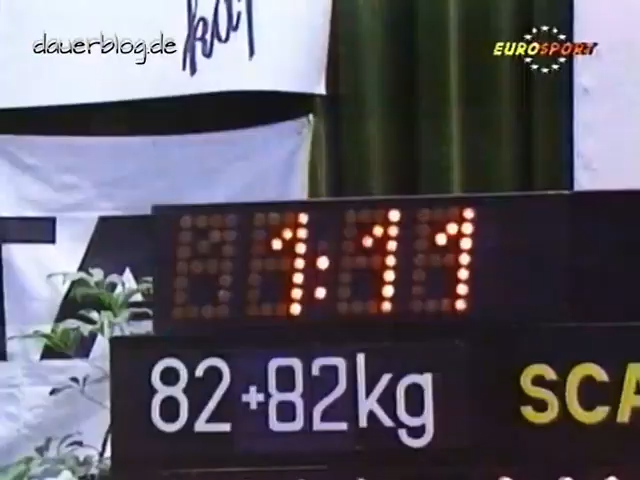 dauerblog.de
EUROSPORT
1:11
82+82kg
SCA